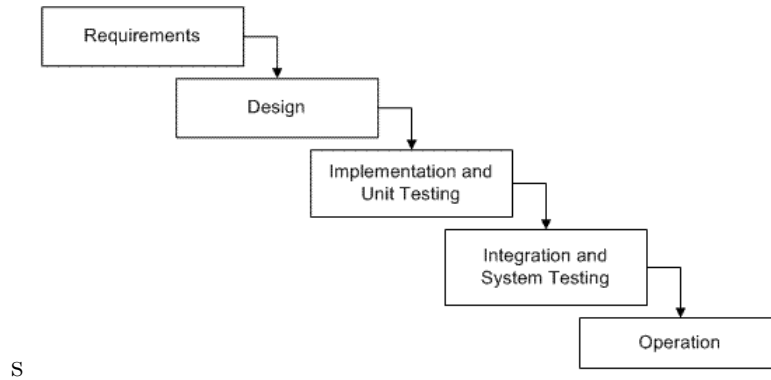 Requirements
Design
Implementation and
Unit Testing
Integration and
System Testing
Operation
s